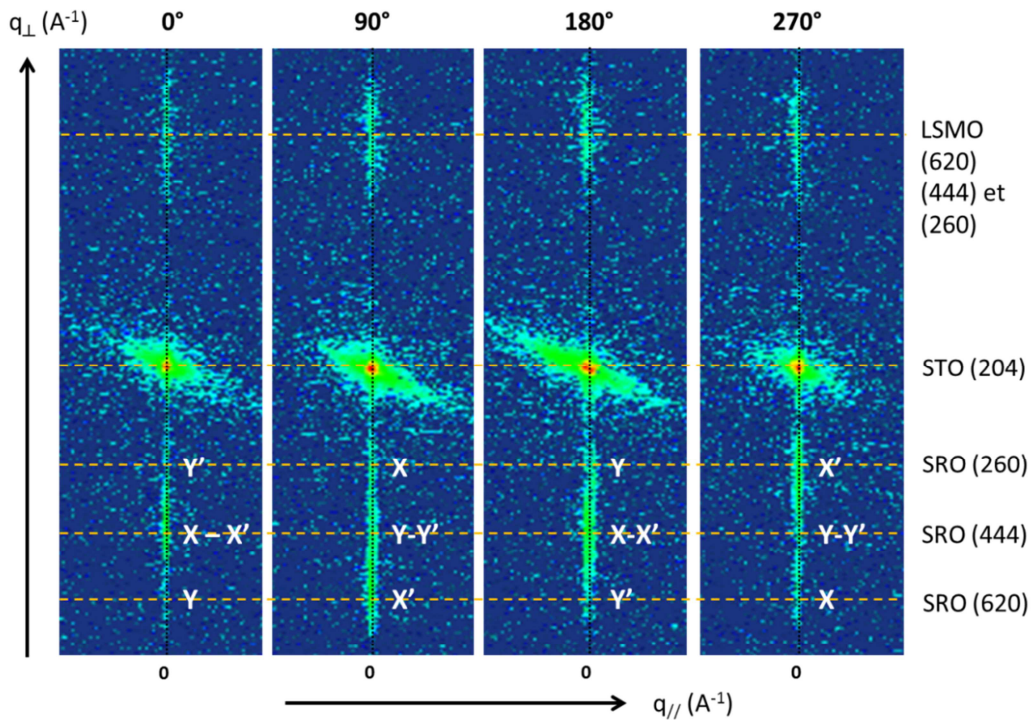 q⊥ (A-1) 0° 90° 180° 270°
LSMO
(620)
(444) et
(260)
STO (204)
Y' X Y X' SRO (260)
X – X' Y-Y' X-X' Y-Y' SRO (444)
Y X' Y' X SRO (620)
0 0 0 0
q// (A-1)